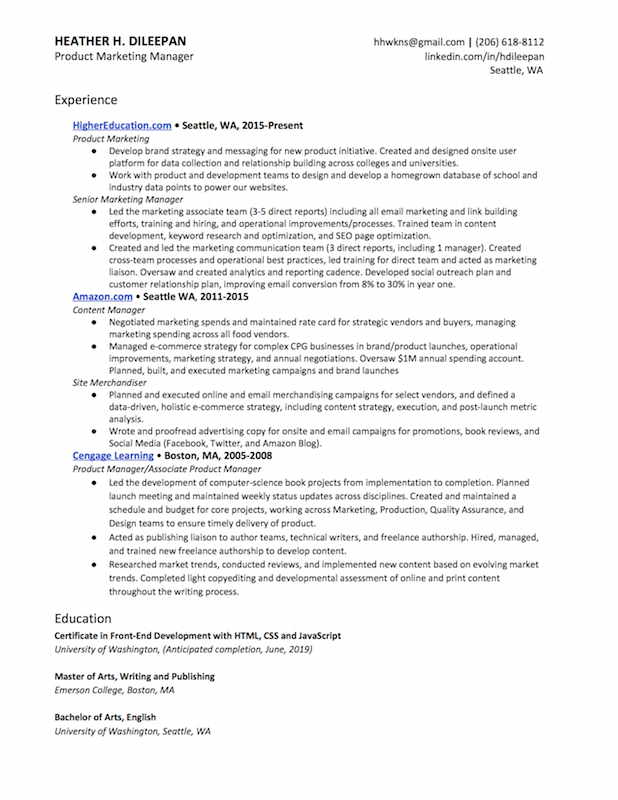 HEATHER H. DILEEPAN
hhwkns@gmail.com | (206) 618-8112
Product Marketing Manager
linkedin.com/in/hdileepan
Seattle, WA
Experience
HigherEducation.com • Seattle, WA, 2015-Present
Product Marketing
● Develop brand strategy and messaging for new product initiative. Created and designed onsite user
platform for data collection and relationship building across colleges and universities.
● Work with product and development teams to design and develop a homegrown database of school and
industry data points to power our websites.
Senior Marketing Manager
● Led the marketing associate team (3-5 direct reports) including all email marketing and link building
efforts, training and hiring, and operational improvements/processes. Trained team in content
development, keyword research and optimization, and SEO page optimization.
● Created and led the marketing communication team (3 direct reports, including 1 manager). Created
cross-team processes and operational best practices, led training for direct team and acted as marketing
liaison. Oversaw and created analytics and reporting cadence. Developed social outreach plan and
customer relationship plan, improving email conversion from 8% to 30% in year one.
Amazon.com • Seattle WA, 2011-2015
Content Manager
● Negotiated marketing spends and maintained rate card for strategic vendors and buyers, managing
marketing spending across all food vendors.
● Managed e-commerce strategy for complex CPG businesses in brand/product launches, operational
improvements, marketing strategy, and annual negotiations. Oversaw $1M annual spending account.
Planned, built, and executed marketing campaigns and brand launches
Site Merchandiser
● Planned and executed online and email merchandising campaigns for select vendors, and defined a
data-driven, holistic e-commerce strategy, including content strategy, execution, and post-launch metric
analysis.
● Wrote and proofread advertising copy for onsite and email campaigns for promotions, book reviews, and
Social Media (Facebook, Twitter, and Amazon Blog).
Cengage Learning • Boston, MA, 2005-2008
Product Manager/Associate Product Manager
● Led the development of computer-science book projects from implementation to completion. Planned
launch meeting and maintained weekly status updates across disciplines. Created and maintained a
schedule and budget for core projects, working across Marketing, Production, Quality Assurance, and
Design teams to ensure timely delivery of product.
● Acted as publishing liaison to author teams, technical writers, and freelance authorship. Hired, managed,
and trained new freelance authorship to develop content.
● Researched market trends, conducted reviews, and implemented new content based on evolving market
trends. Completed light copyediting and developmental assessment of online and print content
throughout the writing process.
Education
Certificate in Front-End Development with HTML, CSS and JavaScript
University of Washington, (Anticipated completion, June, 2019)
Master of Arts, Writing and Publishing
Emerson College, Boston, MA
Bachelor of Arts, English
University of Washington, Seattle, WA